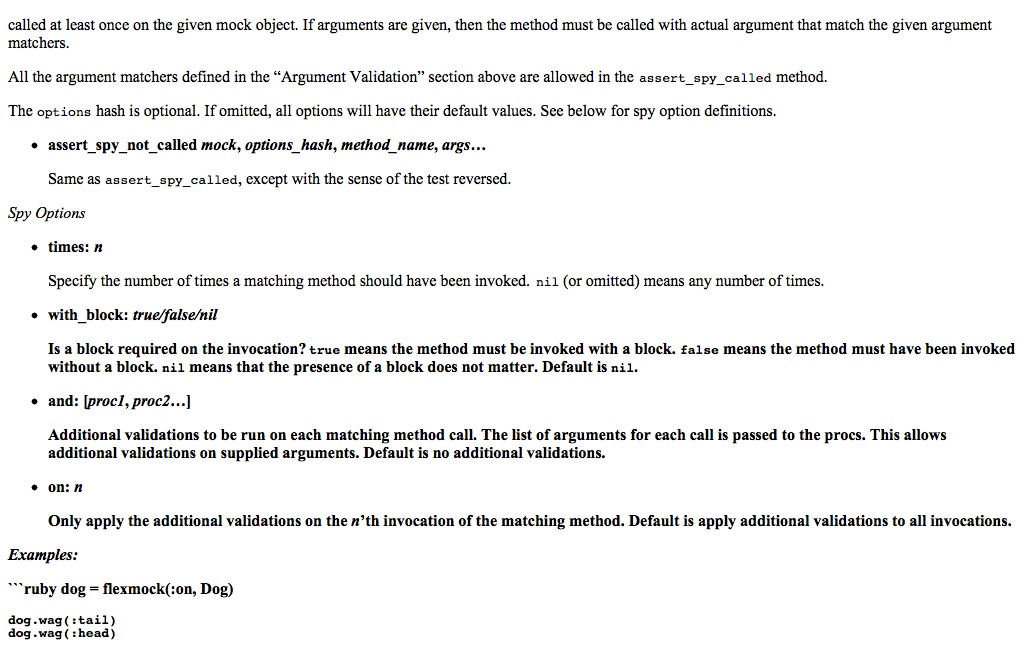 called at least once on the given mock object. If arguments are given, then the method must be called with actual argument that match the given argument
matchers.
All the argument matchers defined in the “Argument Validation” section above are allowed in the assert_spy_called method.
The options hash is optional. If omitted, all options will have their default values. See below for spy option definitions.
• assert_spy_not_called mock, options_hash, method_name, args...
Same as assert_spy_called, except with the sense of the test reversed.
Spy Options
• times: n
Specify the number of times a matching method should have been invoked. nil (or omitted) means any number of times.
• with_block: true/false/nil
Is a block required on the invocation? true means the method must be invoked with a block. false means the method must have been invoked
without a block. nil means that the presence of a block does not matter. Default is nil.
• and: [proc1, proc2...]
Additional validations to be run on each matching method call. The list of arguments for each call is passed to the procs. This allows
additional validations on supplied arguments. Default is no additional validations.
• on: n
Only apply the additional validations on the n’th invocation of the matching method. Default is apply additional validations to all invocations.
Examples:
```ruby dog = flexmock(:on, Dog)
dog.wag(:tail)
dog.wag(:head)